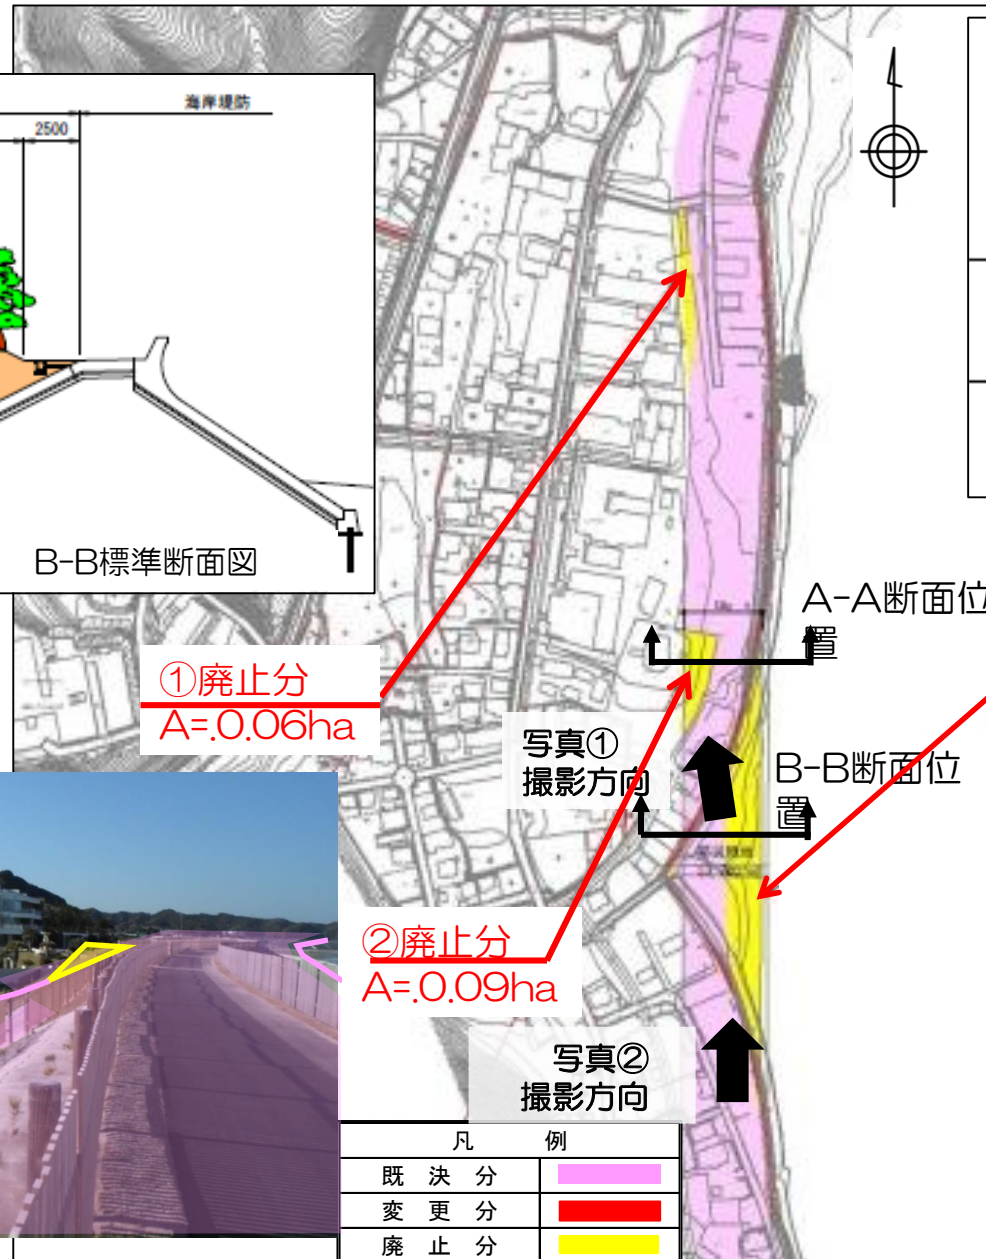 海岸堤防
2500
B-B標準断面図
A-A断面位
置
①廃止分
A=.0.06ha
写真①
撮影方向
B-B断面位
置
②廃止分
A=.0.09ha
写真②
撮影方向
凡 例
既 決 分
変 更 分
廃 止 分